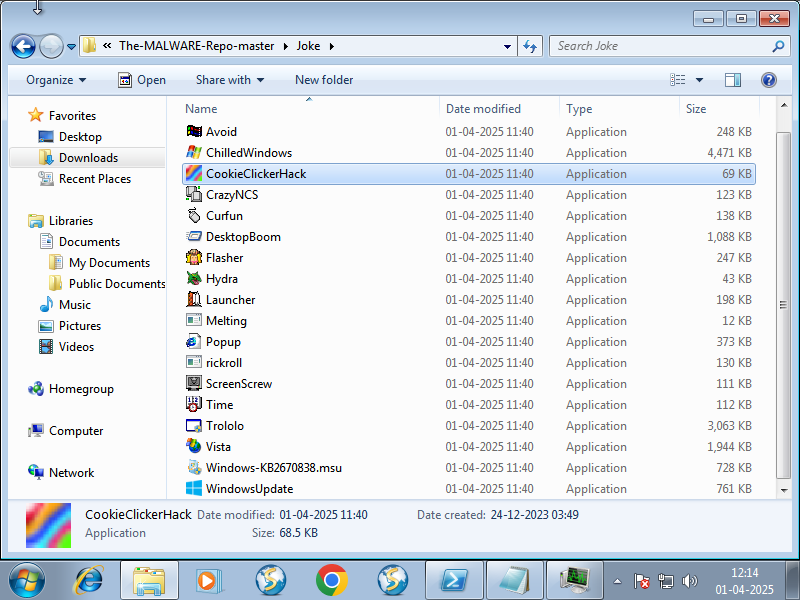 « The-MALWARE-Repo-master ▸ Joke ▸
Search Joke
Organize Open Share with New folder
Name Date modified Type Size
Favorites
Desktop
Downloads
Recent Places
Libraries
Documents
My Documents
Public Documents
Music
Pictures
Videos
Homegroup
Computer
Network
Avoid 01-04-2025 11:40 Application 248 KB
ChilledWindows 01-04-2025 11:40 Application 4,471 KB
CookieClickerHack 01-04-2025 11:40 Application 69 KB
CrazyNCS 01-04-2025 11:40 Application 123 KB
Curfun 01-04-2025 11:40 Application 138 KB
DesktopBoom 01-04-2025 11:40 Application 1,088 KB
Flasher 01-04-2025 11:40 Application 247 KB
Hydra 01-04-2025 11:40 Application 43 KB
Launcher 01-04-2025 11:40 Application 198 KB
Melting 01-04-2025 11:40 Application 12 KB
Popup 01-04-2025 11:40 Application 373 KB
rickroll 01-04-2025 11:40 Application 130 KB
ScreenScrew 01-04-2025 11:40 Application 111 KB
Time 01-04-2025 11:40 Application 112 KB
Trololo 01-04-2025 11:40 Application 3,063 KB
Vista 01-04-2025 11:40 Application 1,944 KB
Windows-KB2670838.msu 01-04-2025 11:40 Application 728 KB
WindowsUpdate 01-04-2025 11:40 Application 761 KB
CookieClickerHack Date modified: 01-04-2025 11:40 Date created: 24-12-2023 03:49
Application Size: 68.5 KB
12:14
01-04-2025